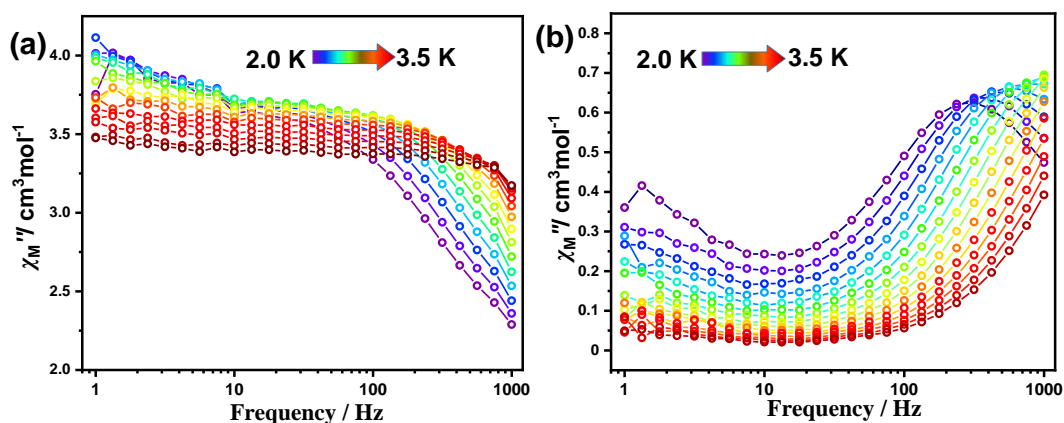 (a)
2.0 K 3.5 K
χM''/ cm3mol-1
4.0
3.5
3.0
2.5
2.0
1 10 100 1000
Frequency / Hz
(b)
2.0 K 3.5 K
χM''/ cm3mol-1
0.8
0.7
0.6
0.5
0.4
0.3
0.2
0.1
0
1 10 100 1000
Frequency / Hz